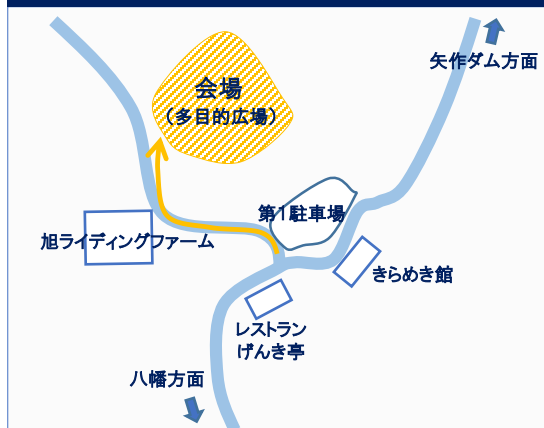 矢作ダム方面
会場
（多目的広場）
第1駐車場
旭ライディングファーム
きらめき館
レストラン
げんき亭
八幡方面